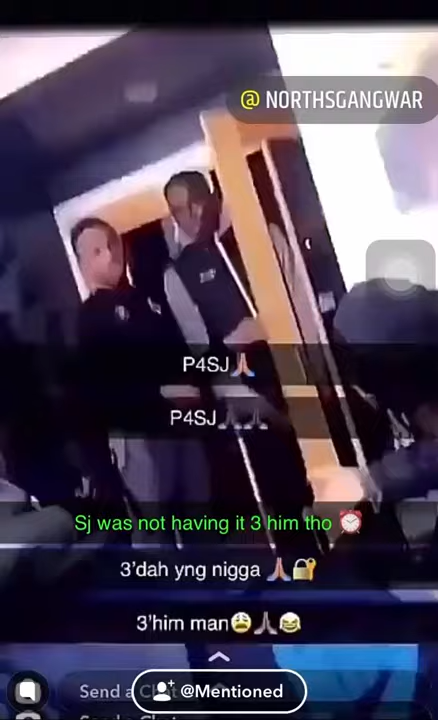 @ NORTHSGANGWAR
P4SJ🙏🏽
P4SJ🙏🏿🙏🏿
Sj was not having it 3 him tho ⏰
3'dah yng nigga 🙏🏽🔐
3'him man😩🙏🏿😂
Send a Chat
@Mentioned